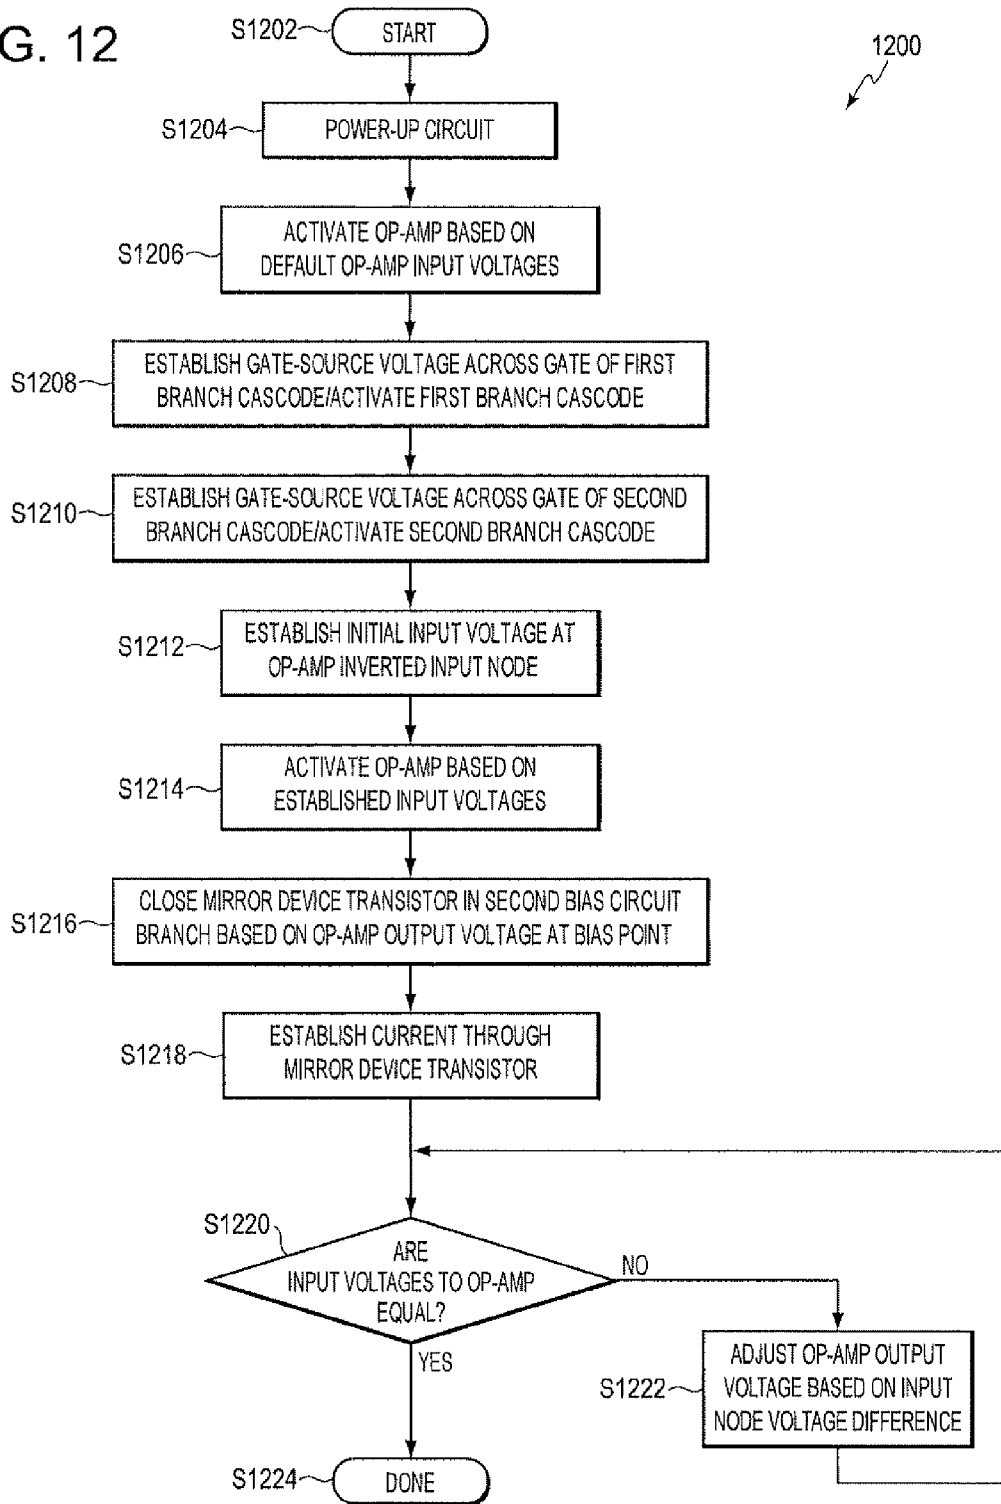 G. 12
1200
S1202
START
S1204
POWER-UP CIRCUIT
S1206
ACTIVATE OP-AMP BASED ON
DEFAULT OP-AMP INPUT VOLTAGES
S1208
ESTABLISH GATE-SOURCE VOLTAGE ACROSS GATE OF FIRST
BRANCH CASCODE/ACTIVATE FIRST BRANCH CASCODE
S1210
ESTABLISH GATE-SOURCE VOLTAGE ACROSS GATE OF SECOND
BRANCH CASCODE/ACTIVATE SECOND BRANCH CASCODE
S1212
ESTABLISH INITIAL INPUT VOLTAGE AT
OP-AMP INVERTED INPUT NODE
S1214
ACTIVATE OP-AMP BASED ON
ESTABLISHED INPUT VOLTAGES
S1216
CLOSE MIRROR DEVICE TRANSISTOR IN SECOND BIAS CIRCUIT
BRANCH BASED ON OP-AMP OUTPUT VOLTAGE AT BIAS POINT
S1218
ESTABLISH CURRENT THROUGH
MIRROR DEVICE TRANSISTOR
S1220
ARE
INPUT VOLTAGES TO OP-AMP
EQUAL?
NO
YES
S1222
ADJUST OP-AMP OUTPUT
VOLTAGE BASED ON INPUT
NODE VOLTAGE DIFFERENCE
S1224
DONE